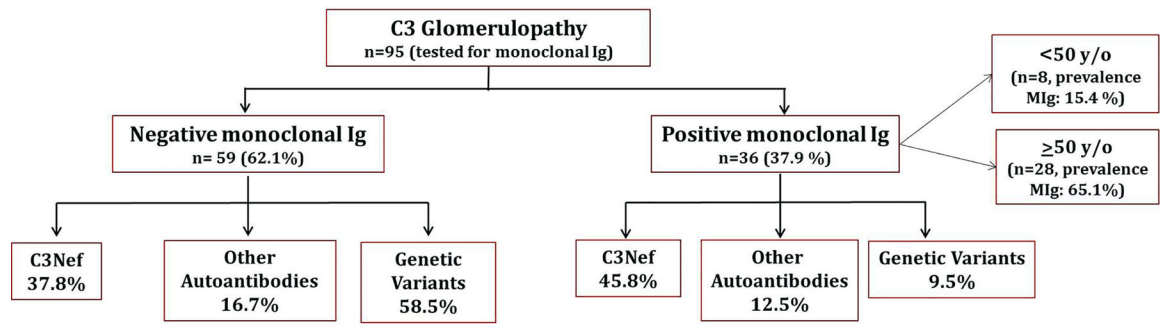 C3 Glomerulopathy
n=95 (tested for monoclonal Ig)
<50 y/o
(n=8, prevalence
MIg: 15.4 %)
Negative monoclonal Ig
n= 59 (62.1%)
Positive monoclonal Ig
n=36 (37.9 %)
≥50 y/o
(n=28, prevalence
MIg: 65.1%)
C3Nef
37.8%
Other
Autoantibodies
16.7%
Genetic
Variants
58.5%
C3Nef
45.8%
Other
Autoantibodies
12.5%
Genetic Variants
9.5%